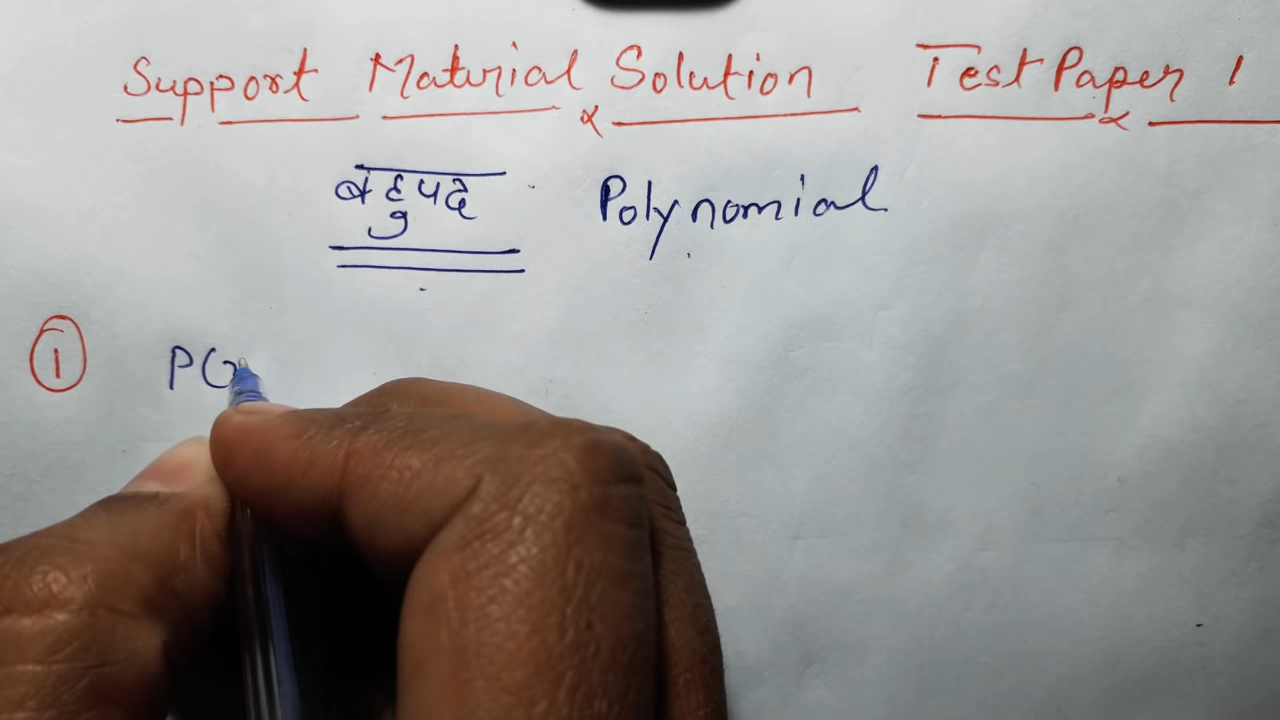 Support Material Solution Test Paper 1
बहुपद Polynomial
① P(